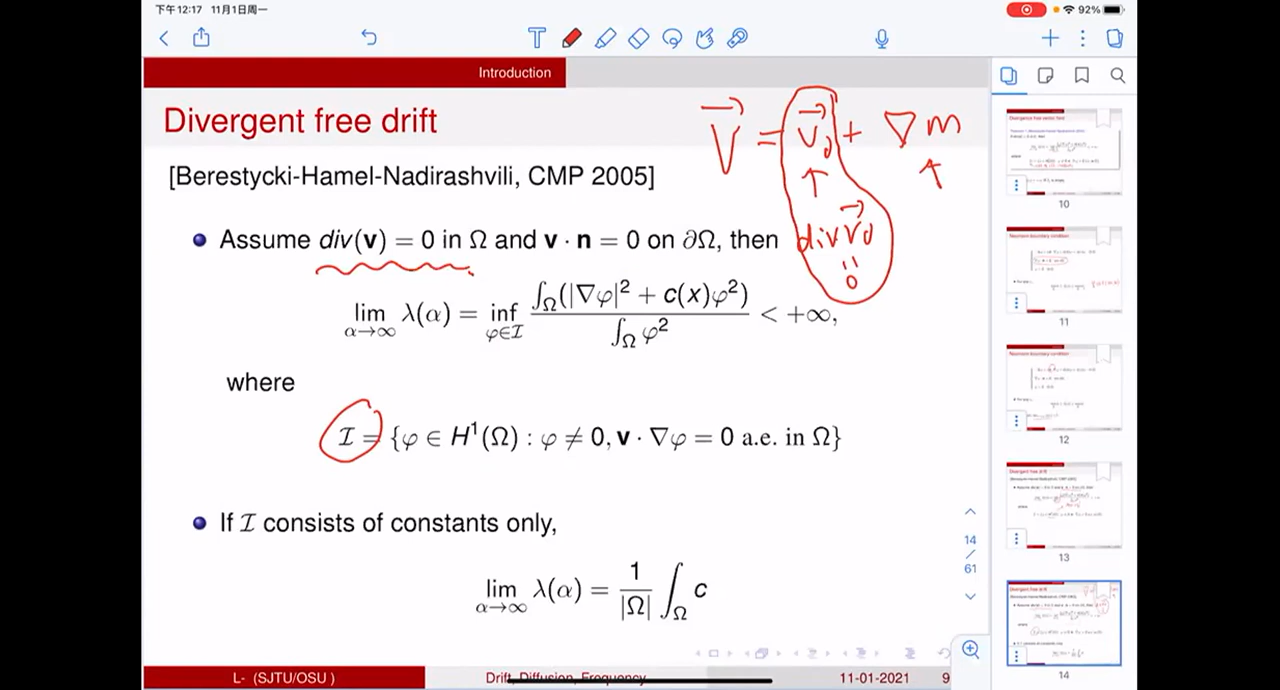 下午12:17 11月1日周一
92%
Introduction
Divergent free drift
[Berestycki-Hamel-Nadirashvili, CMP 2005]
V⃗ = V⃗₀ + ∇m
↑ ↑
div V⃗₀
=
0
Assume div(v) = 0 in Ω and v · n = 0 on ∂Ω, then
lim_{α→∞} λ(α) = inf_{φ∈I} ∫_Ω(|∇φ|² + c(x)φ²) / ∫_Ω φ² < +∞,
where
I = {φ ∈ H¹(Ω) : φ ≠ 0, v · ∇φ = 0 a.e. in Ω}
If I consists of constants only,
lim_{α→∞} λ(α) = 1/|Ω| ∫_Ω c
L- (SJTU/OSU )
Drift, Diffusion, Frequency
11-01-2021
9
14
/
61
10
11
12
13
14